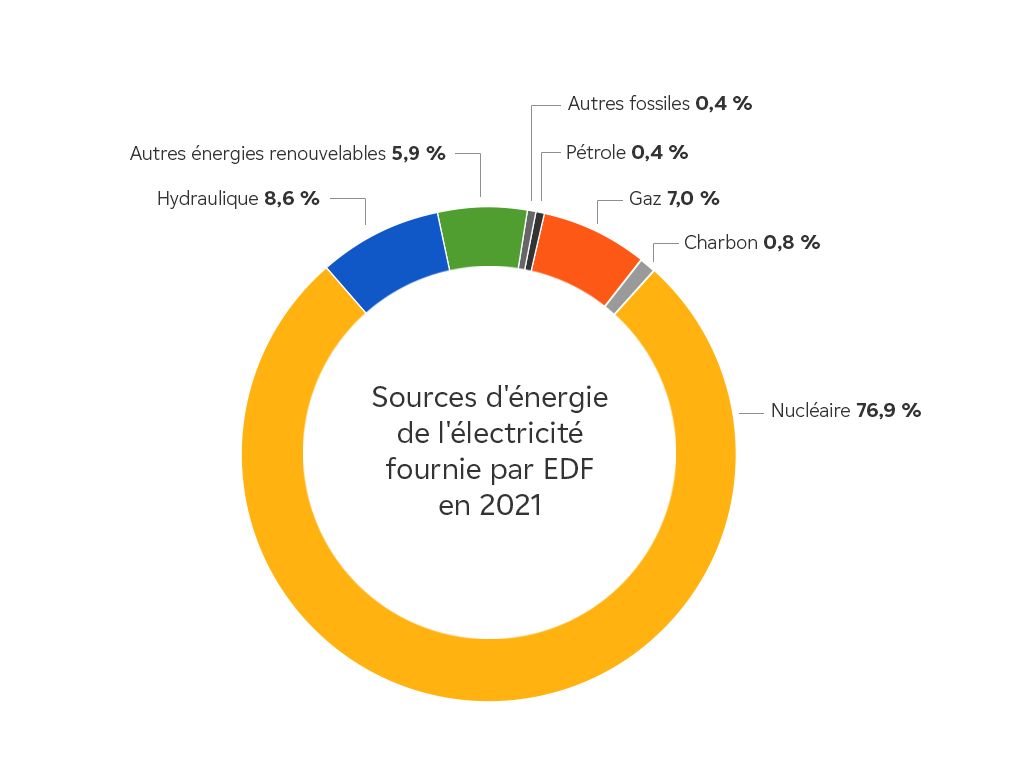 Autres fossiles 0,4 %
Autres énergies renouvelables 5,9 %
Pétrole 0,4 %
Hydraulique 8,6 %
Gaz 7,0 %
Charbon 0,8 %
Sources d'énergie
de l'électricité
fournie par EDF
en 2021
Nucléaire 76,9 %